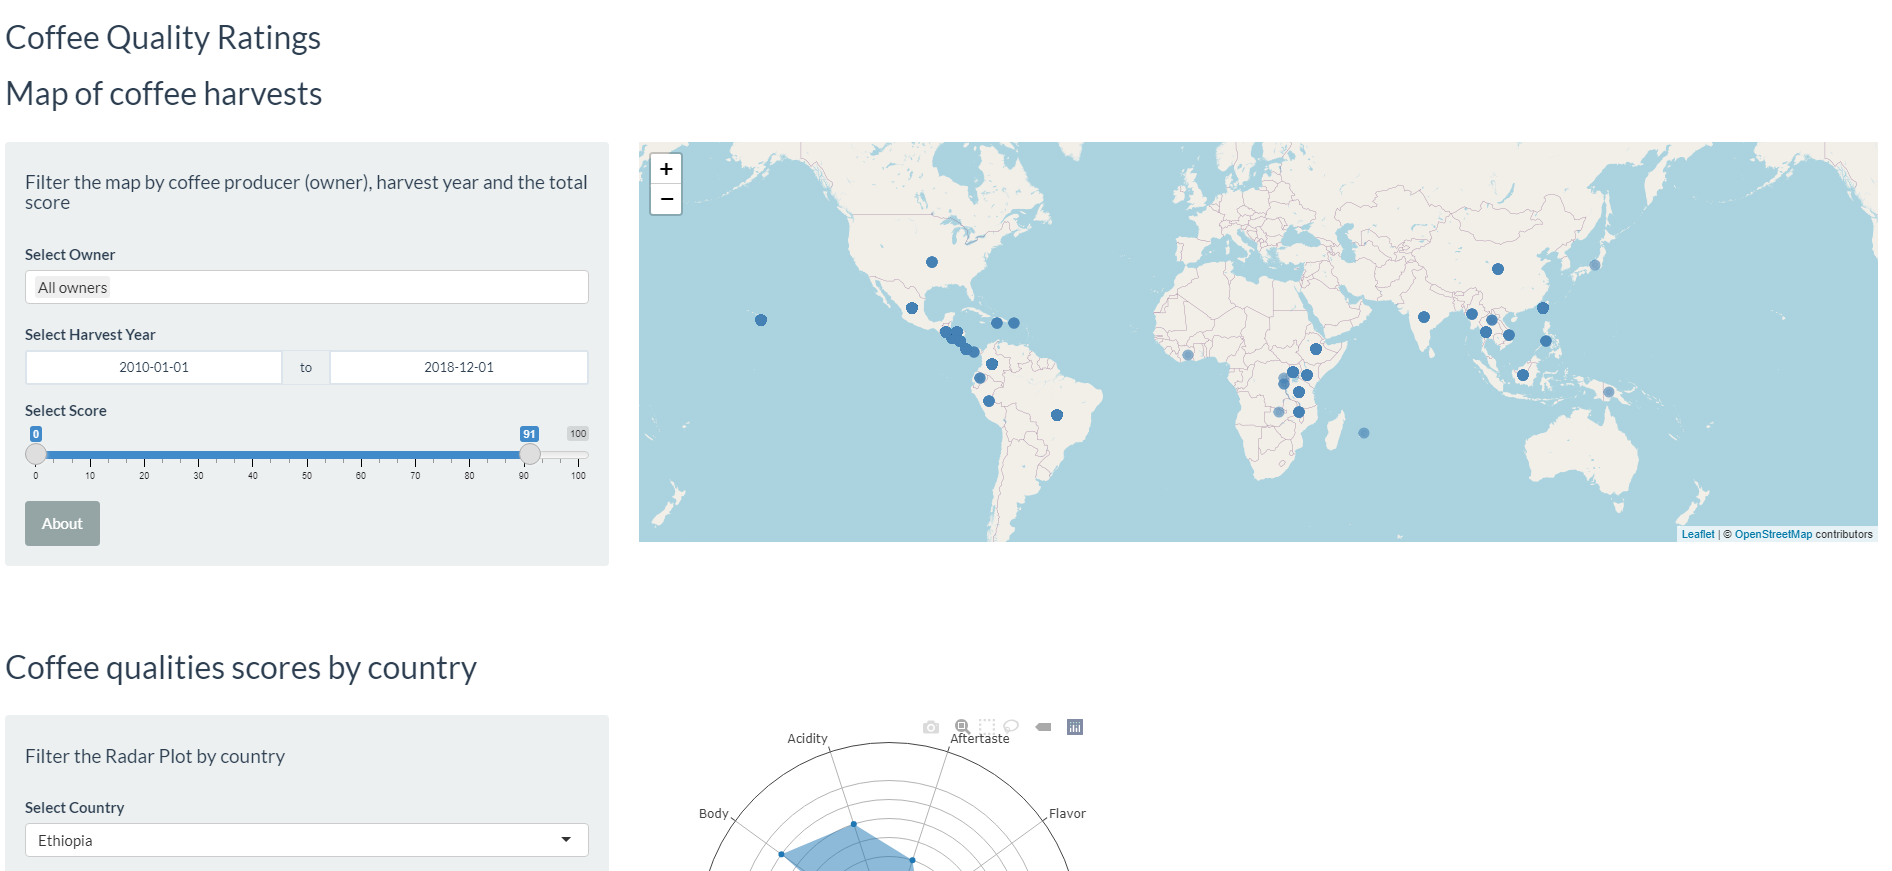 Coffee Quality Ratings
Map of coffee harvests
Filter the map by coffee producer (owner), harvest year and the total
score
Select Owner
All owners
Select Harvest Year
2010-01-01 to 2018-12-01
Select Score
0 91 100
0 10 20 30 40 50 60 70 80 90 100
About
+
−
Leaflet | © OpenStreetMap contributors
Coffee qualities scores by country
Filter the Radar Plot by country
Select Country
Ethiopia
Acidity Aftertaste
Body Flavor